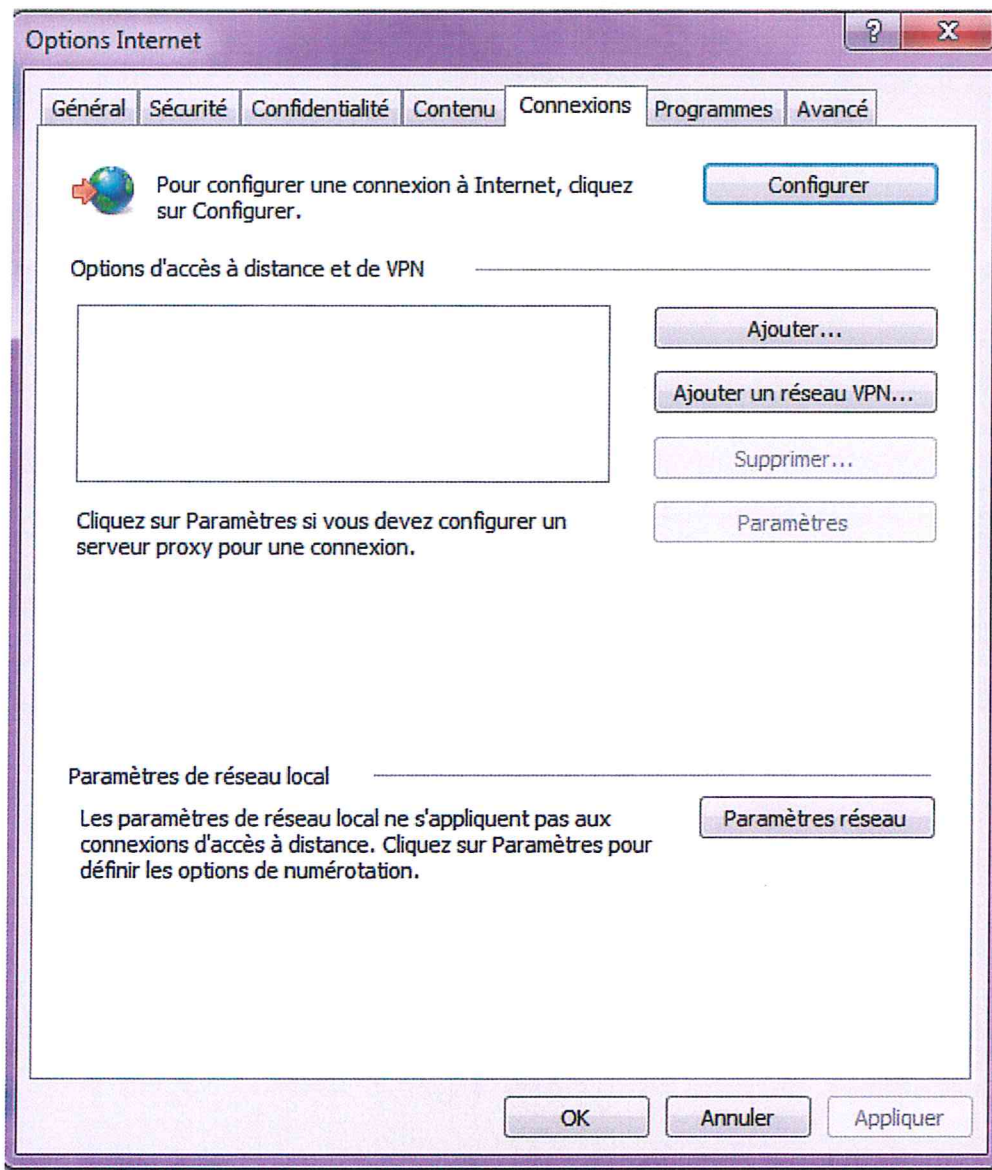 Options Internet
?
Général Sécurité Confidentialité Contenu Connexions Programmes Avancé
Pour configurer une connexion à Internet, cliquez
sur Configurer.
Configurer
Options d'accès à distance et de VPN
Ajouter...
Ajouter un réseau VPN...
Supprimer...
Cliquez sur Paramètres si vous devez configurer un
serveur proxy pour une connexion.
Paramètres
Paramètres de réseau local
Les paramètres de réseau local ne s'appliquent pas aux
connexions d'accès à distance. Cliquez sur Paramètres pour
définir les options de numérotation.
Paramètres réseau
OK Annuler Appliquer